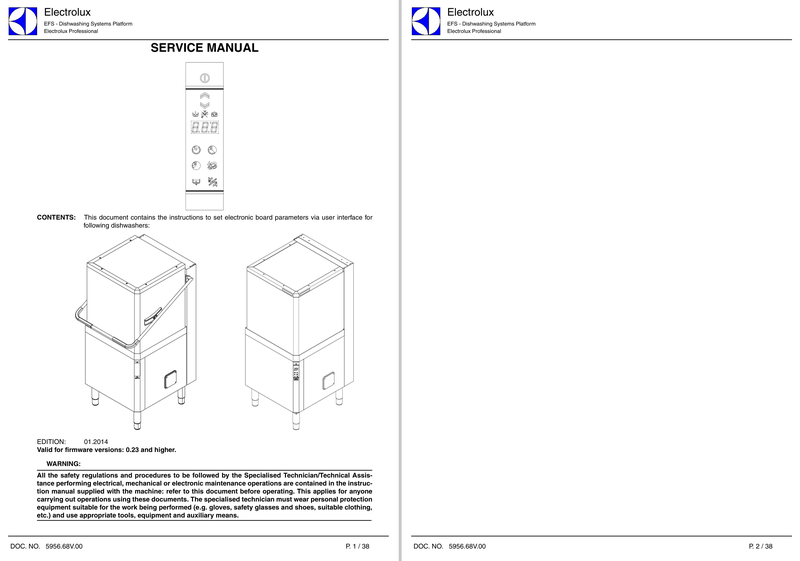 Electrolux
EFS - Dishwashing Systems Platform
Electrolux Professional
SERVICE MANUAL
CONTENTS: This document contains the instructions to set electronic board parameters via user interface for
following dishwashers:
EDITION: 01.2014
Valid for firmware versions: 0.23 and higher.
WARNING:
All the safety regulations and procedures to be followed by the Specialised Technician/Technical Assis-
tance performing electrical, mechanical or electronic maintenance operations are contained in the instruc-
tion manual supplied with the machine: refer to this document before operating. This applies for anyone
carrying out operations using these documents. The specialised technician must wear personal protection
equipment suitable for the work being performed (e.g. gloves, safety glasses and shoes, suitable clothing,
etc.) and use appropriate tools, equipment and auxiliary means.
DOC. NO. 5956.68V.00 P. 1 / 38
Electrolux
EFS - Dishwashing Systems Platform
Electrolux Professional
DOC. NO. 5956.68V.00 P. 2 / 38